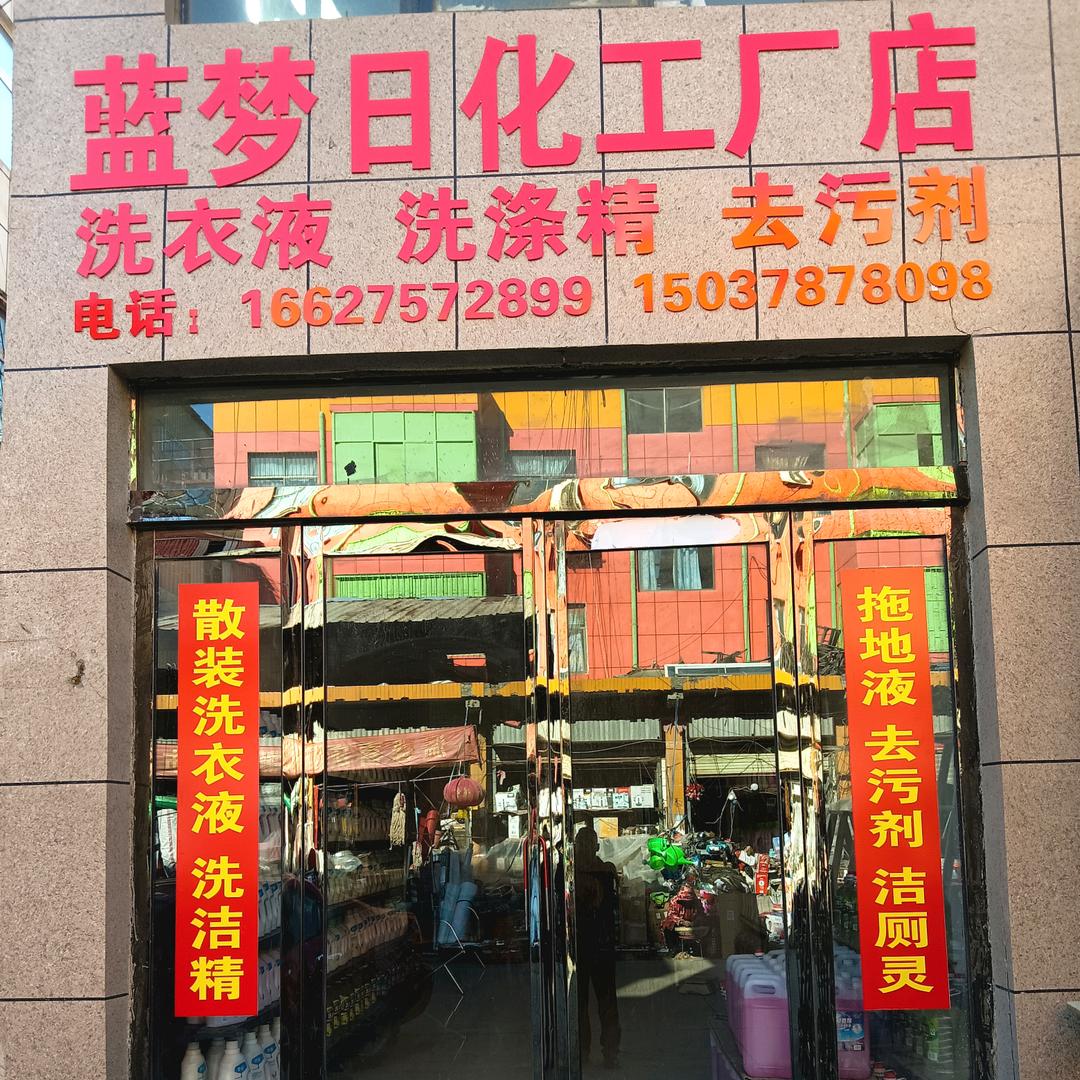 蓝梦日化工厂店
洗衣液 洗涤精 去污剂
电话：16627572899 15037878098
散装洗衣液 洗洁精
拖地液 去污剂 洁厕灵